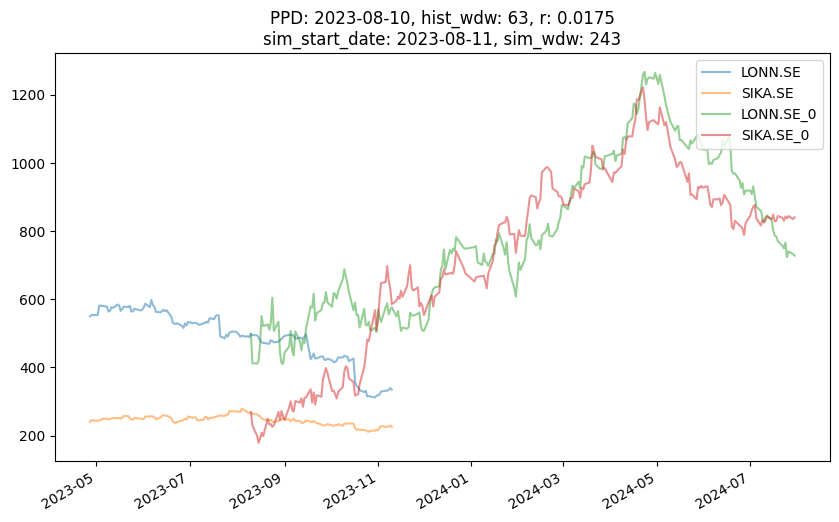 PPD: 2023-08-10, hist_wdw: 63, r: 0.0175
sim_start_date: 2023-08-11, sim_wdw: 243
LONN.SE
SIKA.SE
LONN.SE_0
SIKA.SE_0
1200
1000
800
600
400
200
2023-05
2023-07
2023-09
2023-11
2024-01
2024-03
2024-05
2024-07